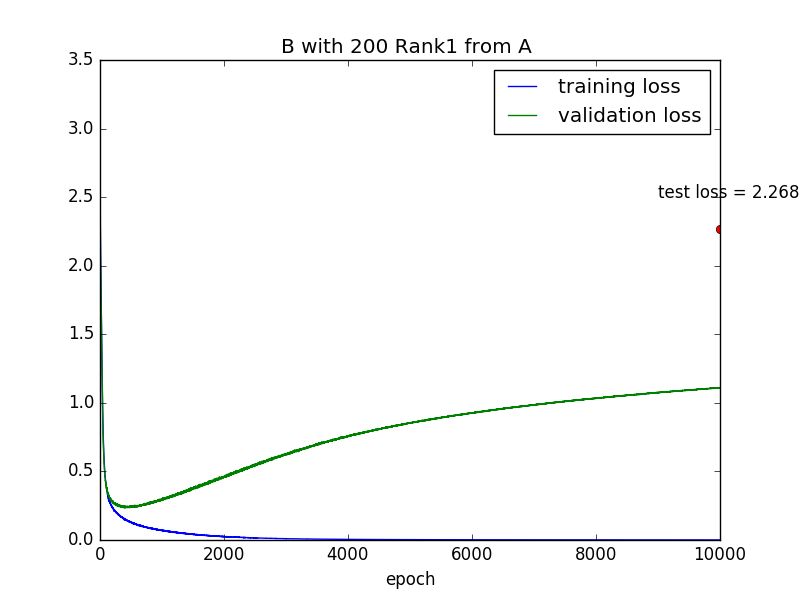 B with 200 Rank1 from A
3.5
3.0
2.5
2.0
1.5
1.0
0.5
0.0
training loss
validation loss
test loss = 2.268
0 2000 4000 6000 8000 10000
epoch